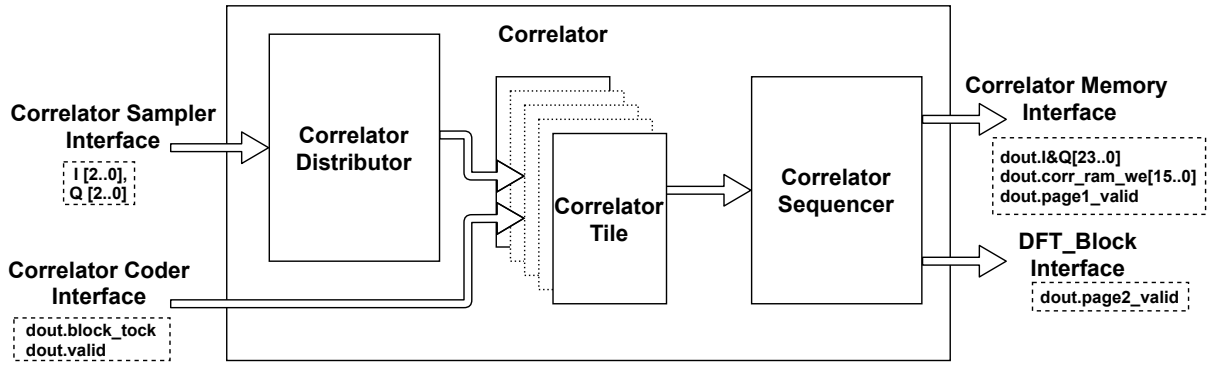 Correlator
Correlator Sampler
Interface
I [2..0],
Q [2..0]
Correlator
Distributor
Correlator Coder
Interface
dout.block_tock
dout.valid
Correlator
Tile
Correlator
Sequencer
Correlator Memory
Interface
dout.I&Q[23..0]
dout.corr_ram_we[15..0]
dout.page1_valid
DFT_Block
Interface
dout.page2_valid